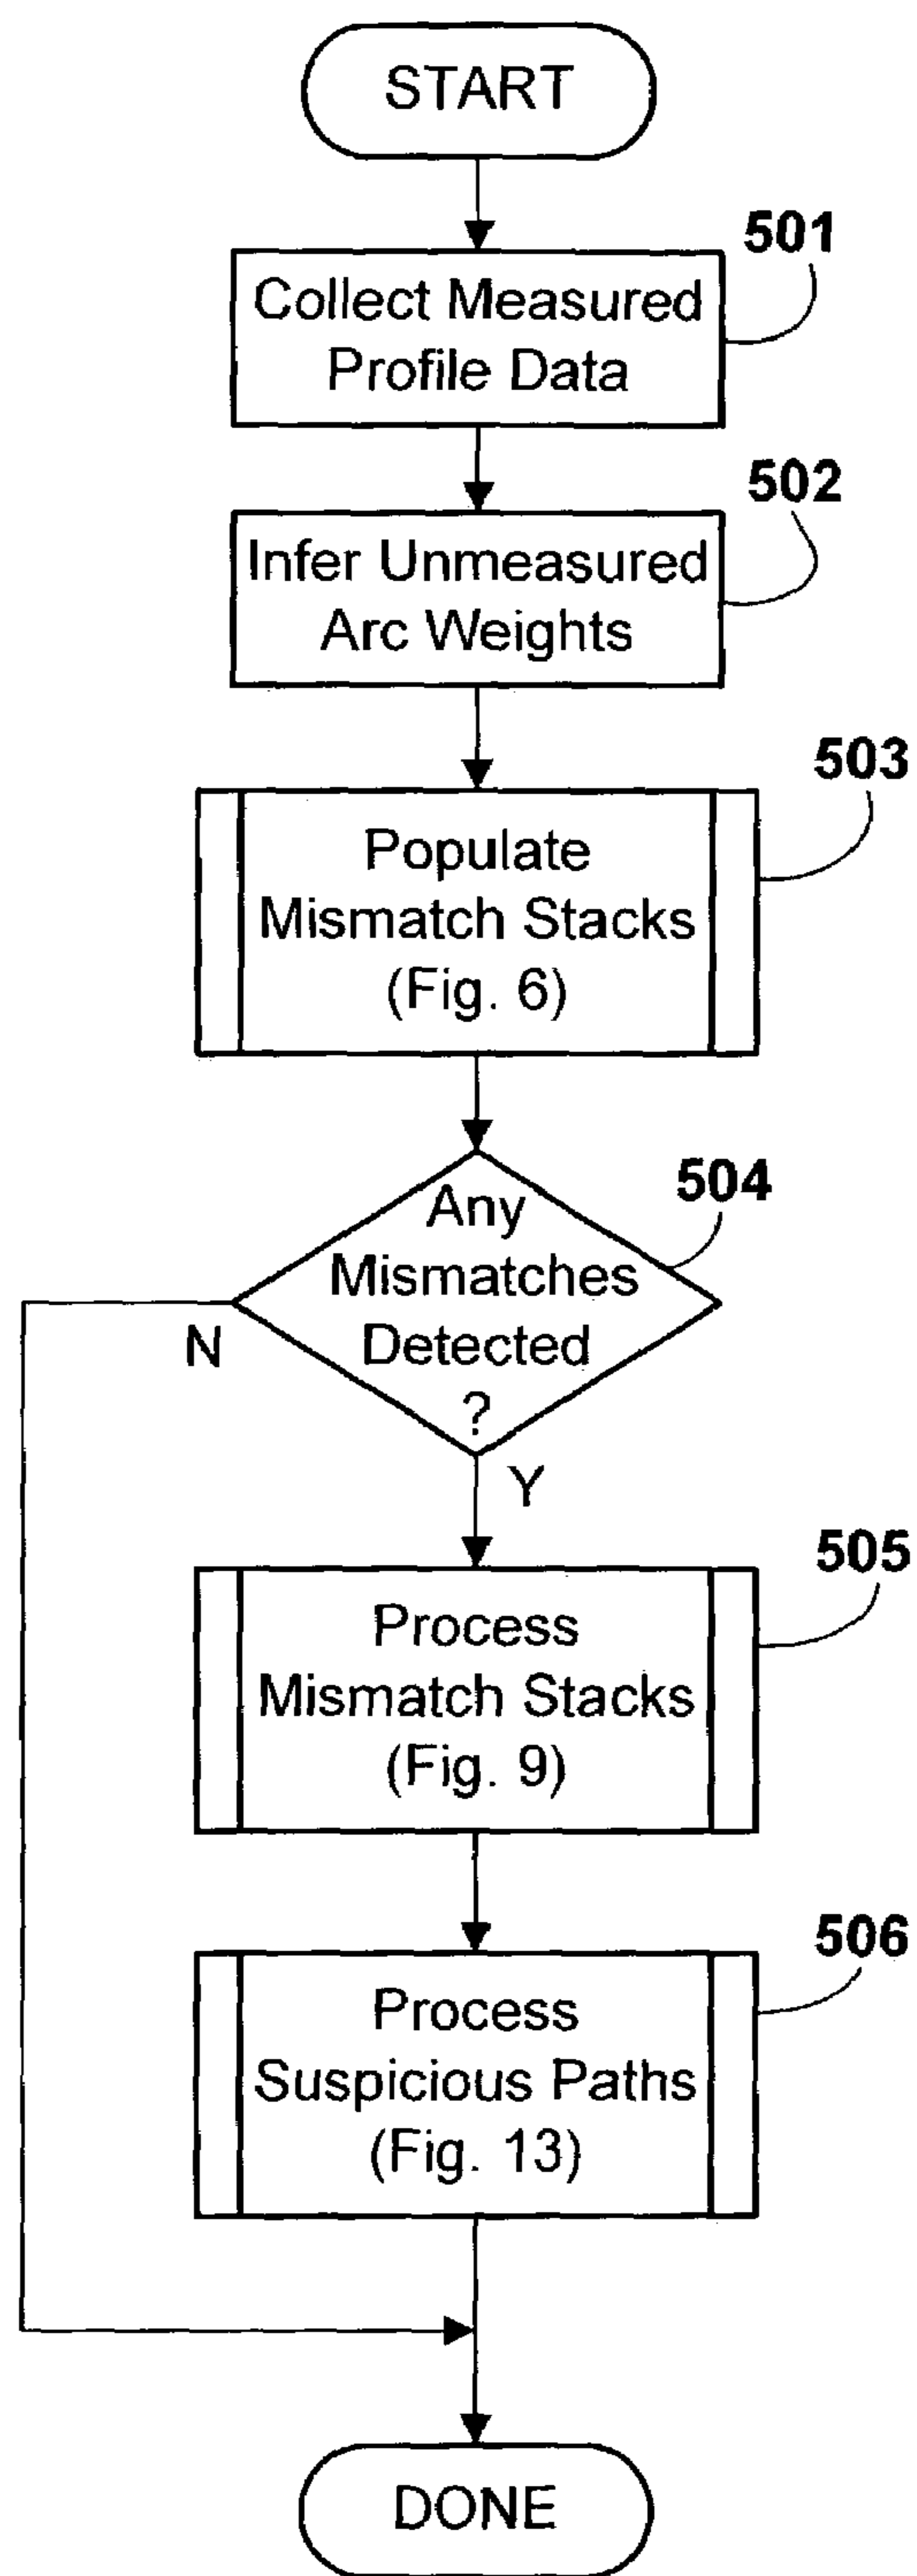 START
501
Collect Measured
Profile Data
502
Infer Unmeasured
Arc Weights
503
Populate
Mismatch Stacks
(Fig. 6)
504
Any
Mismatches
Detected
?
N
Y
505
Process
Mismatch Stacks
(Fig. 9)
506
Process
Suspicious Paths
(Fig. 13)
DONE